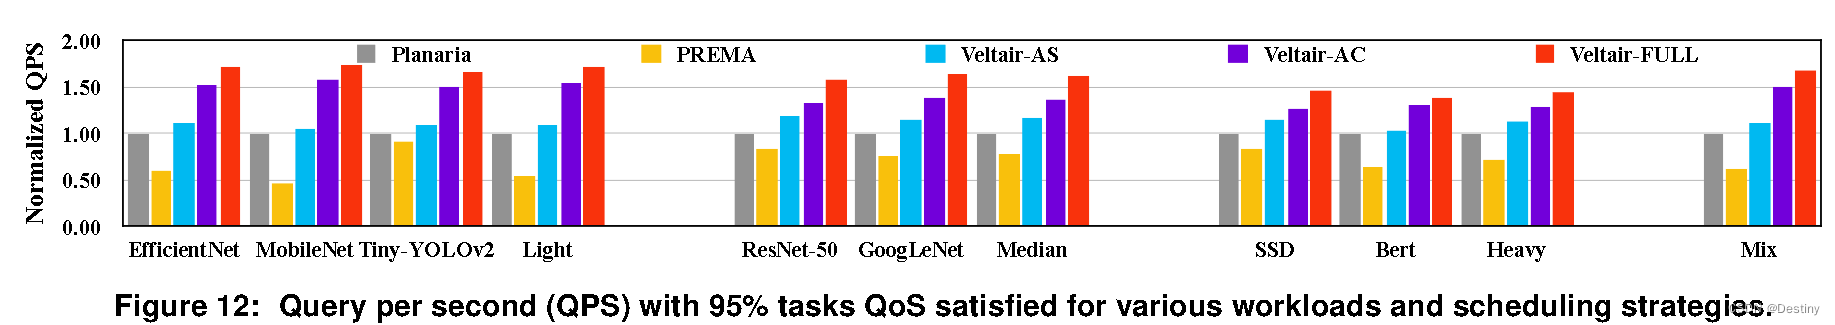 Normalized QPS
2.00
1.50
1.00
0.50
0.00
Planaria PREMA Veltair-AS Veltair-AC Veltair-FULL
EfficientNet MobileNet Tiny-YOLOv2 Light ResNet-50 GoogLeNet Median SSD Bert Heavy Mix
Figure 12: Query per second (QPS) with 95% tasks QoS satisfied for various workloads and scheduling strategies.
CSDN @Destiny